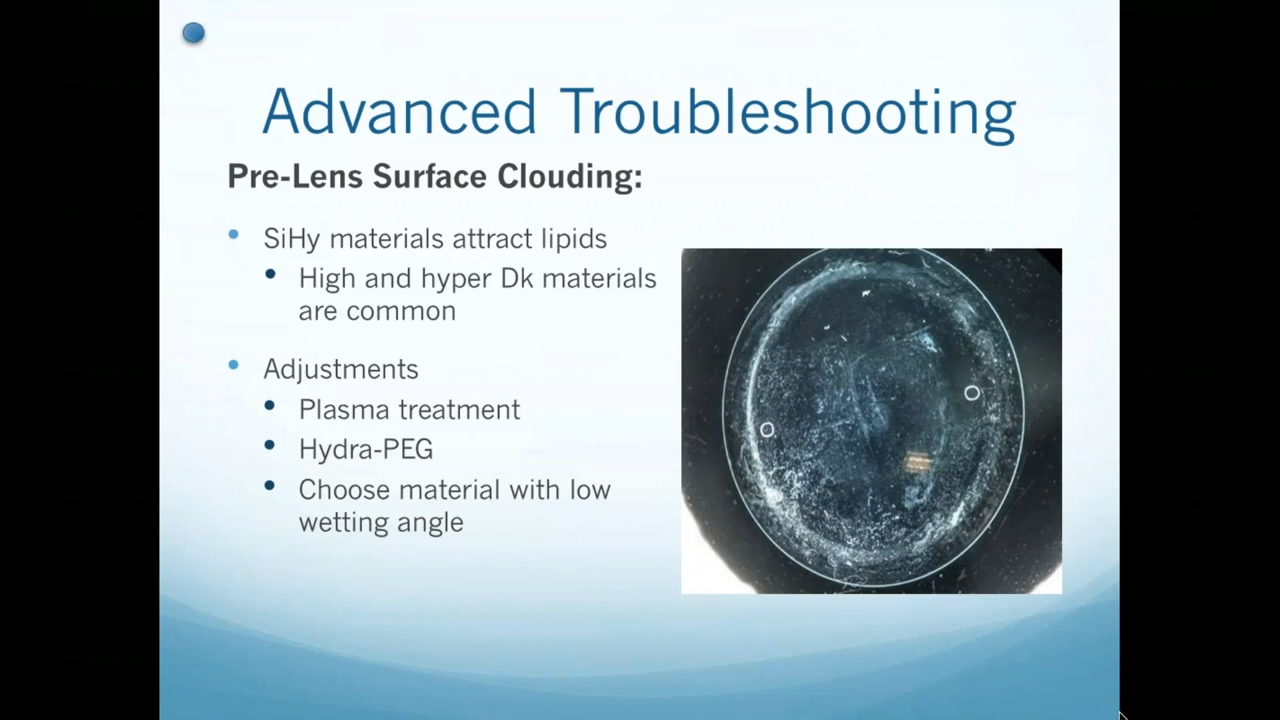 Advanced Troubleshooting
Pre-Lens Surface Clouding:
SiHy materials attract lipids
High and hyper Dk materials
are common
Adjustments
Plasma treatment
Hydra-PEG
Choose material with low
wetting angle